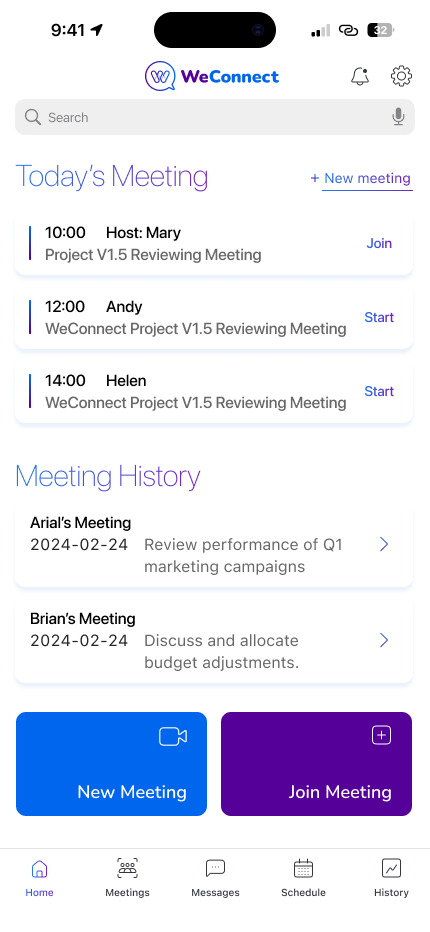 9:41
32
WeConnect
Search
Today's Meeting
+ New meeting
10:00 Host: Mary
Project V1.5 Reviewing Meeting
Join
12:00 Andy
WeConnect Project V1.5 Reviewing Meeting
Start
14:00 Helen
WeConnect Project V1.5 Reviewing Meeting
Start
Meeting History
Arial's Meeting
2024-02-24 Review performance of Q1
marketing campaigns
Brian's Meeting
2024-02-24 Discuss and allocate
budget adjustments.
New Meeting
Join Meeting
Home
Meetings
Messages
Schedule
History